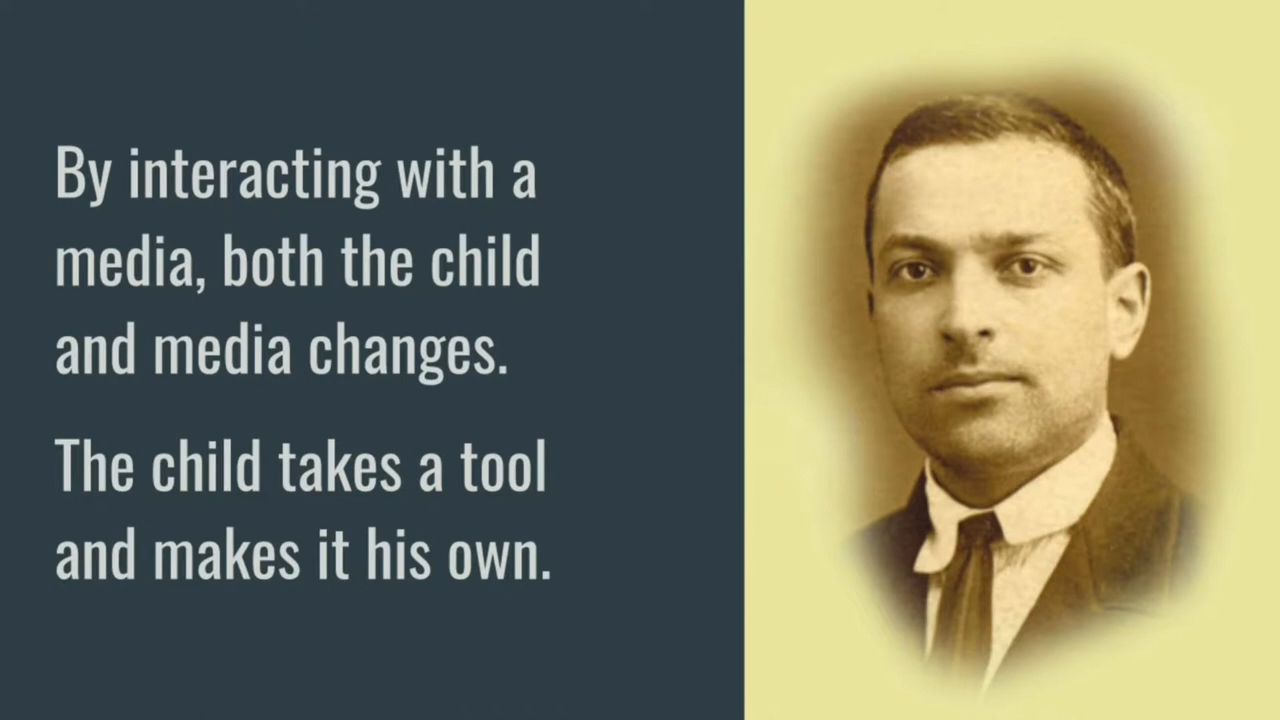 By interacting with a
media, both the child
and media changes.
The child takes a tool
and makes it his own.